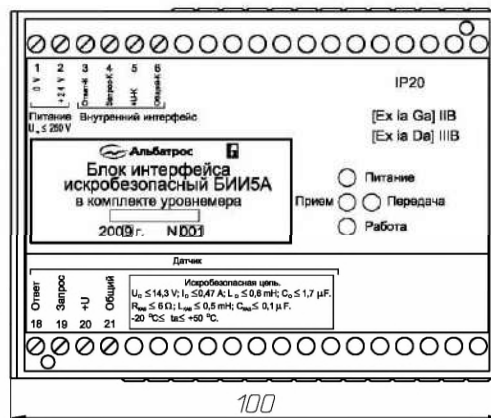 1 2 3 4 5 6
0 V
+24 V
Ответ-К
Запрос-К
+U-К
Общий-К
Питание Внутренний интерфейс
U ≤ 250 V
IP20
[Ex ia Ga] IIB
[Ex ia Da] IIIB
Альбатрос
Блок интерфейса
искробезопасный БИИ5А
в комплекте уровнемера
2009 г. N 001
Питание
Прием Передача
Работа
Датчик
Ответ
Запрос
+U
Общий
18 19 20 21
Искробезопасная цепь.
U₀ ≤ 14,3 V; I₀ ≤ 0,47 A; L₀ ≤ 0,6 mH; C₀ ≤ 1,7 µF.
R ≤ 6 Ω; L ≤ 0,5 mH; C ≤ 0,1 µF.
-20 °C ≤ ta ≤ +50 °C.
100